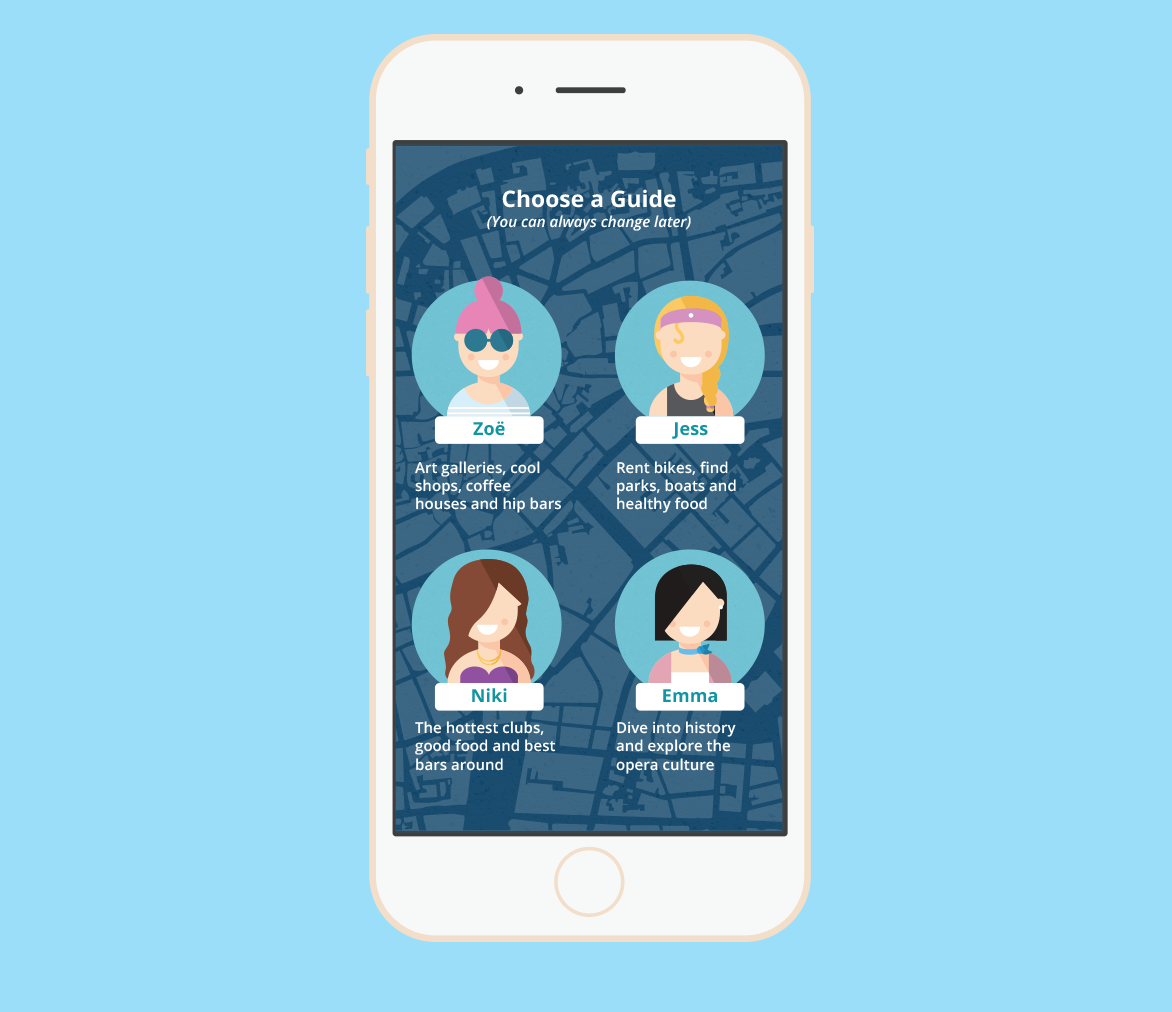 Choose a Guide
(You can always change later)
Zoë
Art galleries, cool
shops, coffee
houses and hip bars
Jess
Rent bikes, find
parks, boats and
healthy food
Niki
The hottest clubs,
good food and best
bars around
Emma
Dive into history
and explore the
opera culture